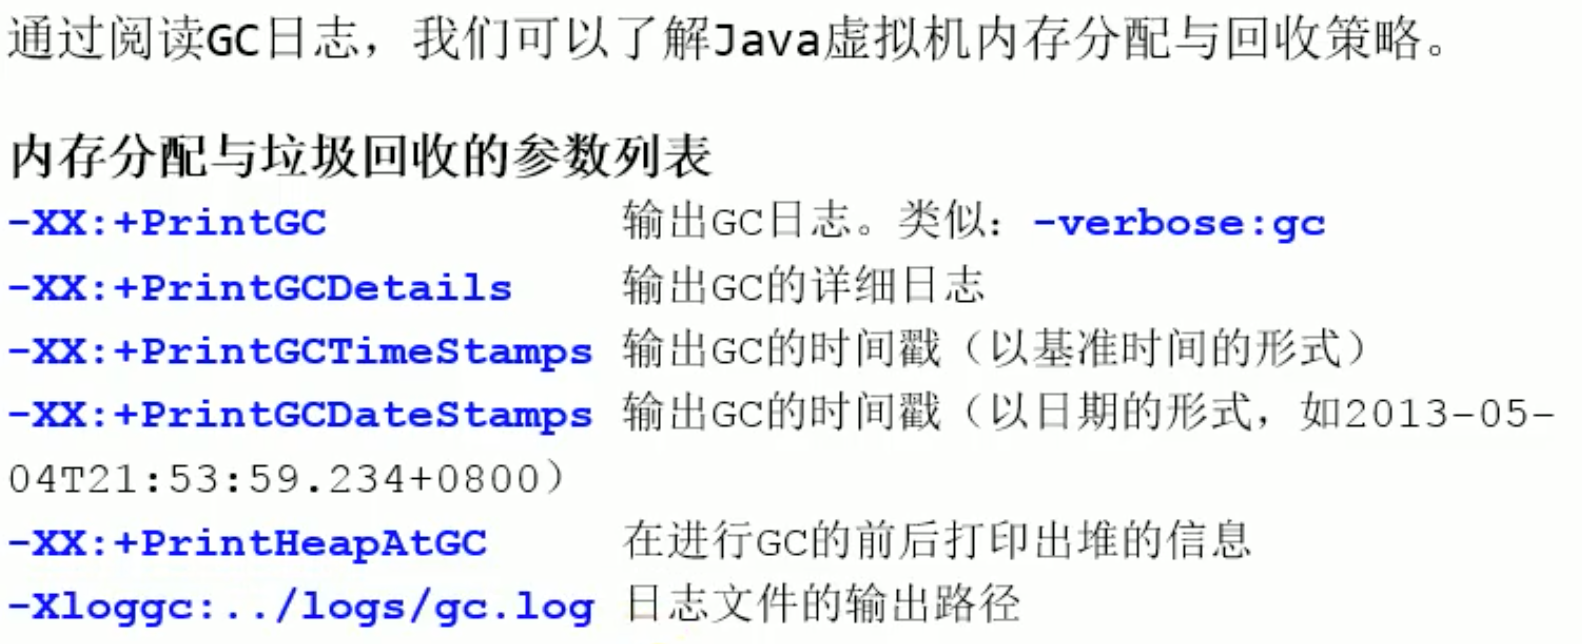 通过阅读GC日志，我们可以了解Java虚拟机内存分配与回收策略。
内存分配与垃圾回收的参数列表
-XX:+PrintGC 输出GC日志。类似：-verbose:gc
-XX:+PrintGCDetails 输出GC的详细日志
-XX:+PrintGCTimeStamps 输出GC的时间戳（以基准时间的形式）
-XX:+PrintGCDateStamps 输出GC的时间戳（以日期的形式，如2013-05-
04T21:53:59.234+0800）
-XX:+PrintHeapAtGC 在进行GC的前后打印出堆的信息
-Xloggc:../logs/gc.log 日志文件的输出路径